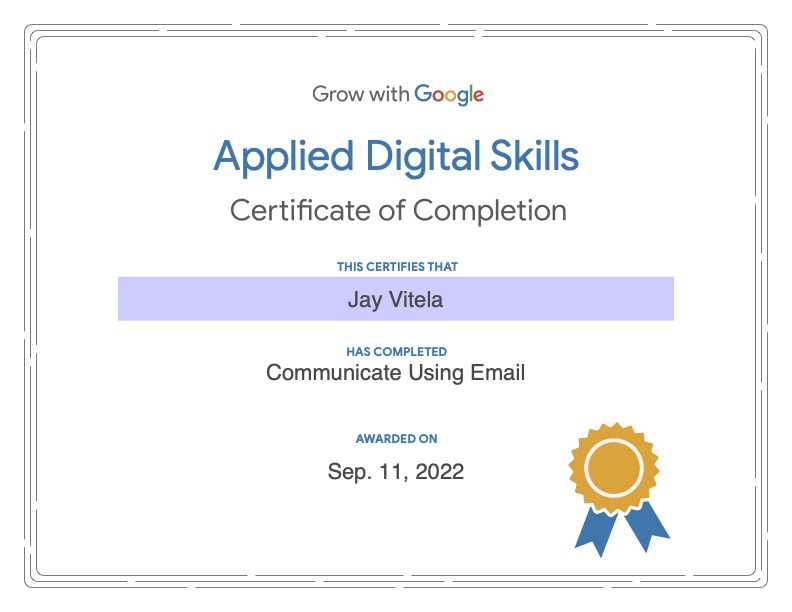 Grow with Google
Applied Digital Skills
Certificate of Completion
THIS CERTIFIES THAT
Jay Vitela
HAS COMPLETED
Communicate Using Email
AWARDED ON
Sep. 11, 2022